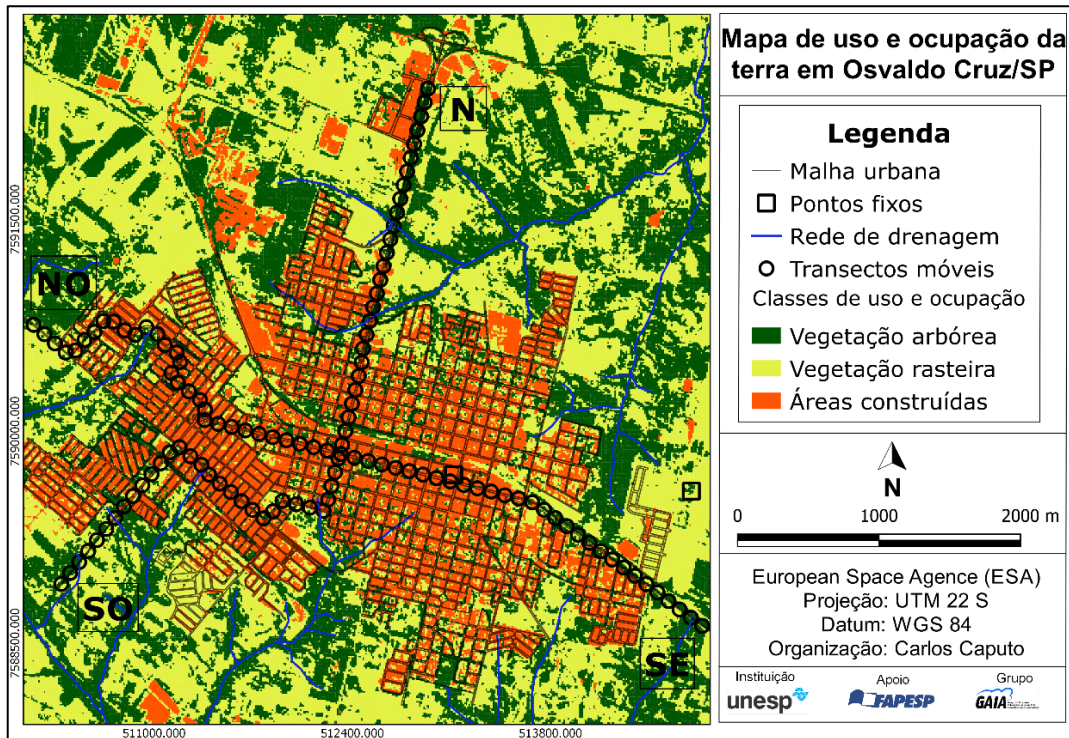 Mapa de uso e ocupação da
terra em Osvaldo Cruz/SP
Legenda
Malha urbana
Pontos fixos
Rede de drenagem
Transectos móveis
Classes de uso e ocupação
Vegetação arbórea
Vegetação rasteira
Áreas construídas
N
0 1000 2000 m
European Space Agence (ESA)
Projeção: UTM 22 S
Datum: WGS 84
Organização: Carlos Caputo
Instituição Apoio Grupo
unesp FAPESP GAIA
N
NO
SO
SE
7591500.000
7590000.000
7588500.000
511000.000 512400.000 513800.000